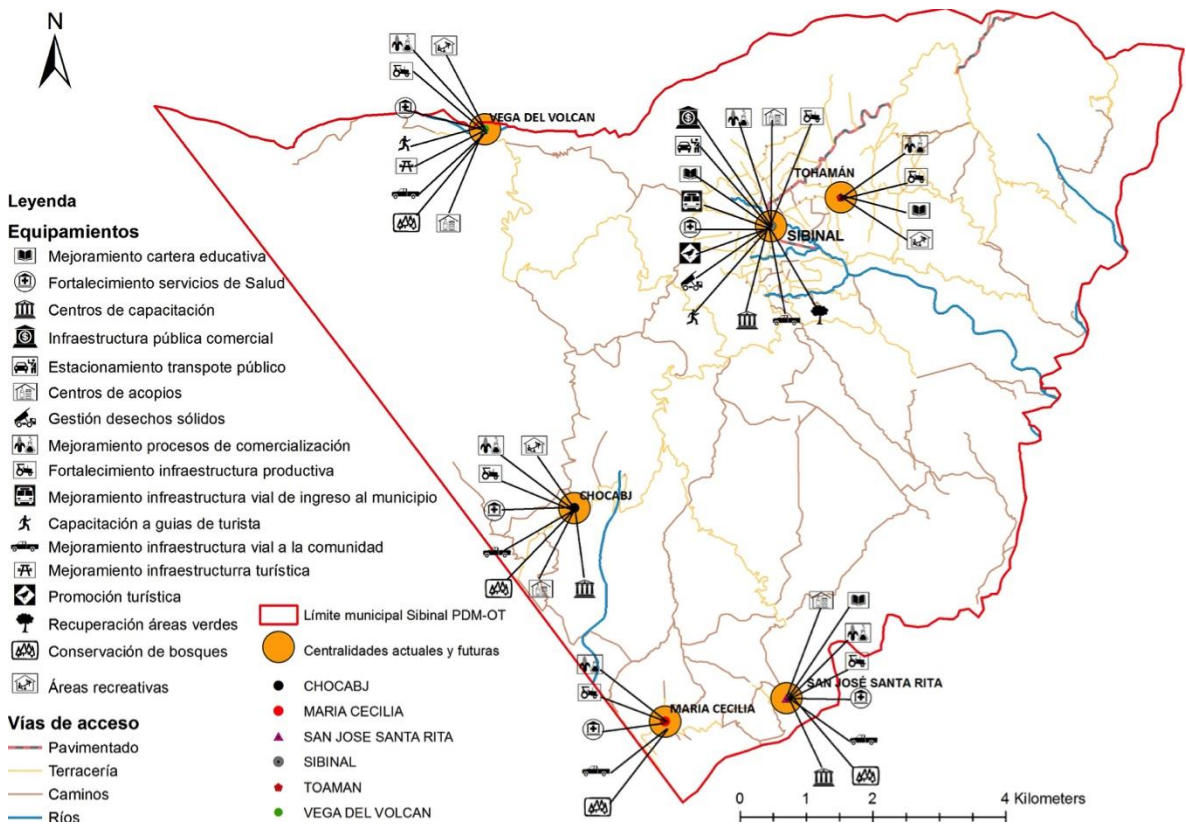 N
VEGA DEL VOLCAN
TOHAMÁN
SIBINAL
CHOCABJ
SAN JOSÉ SANTA RITA
MARIA CECILIA
Leyenda
Equipamientos
Mejoramiento cartera educativa
Fortalecimiento servicios de Salud
Centros de capacitación
Infraestructura pública comercial
Estacionamiento transpote público
Centros de acopios
Gestión desechos sólidos
Mejoramiento procesos de comercialización
Fortalecimiento infraestructura productiva
Mejoramiento infreastructura vial de ingreso al municipio
Capacitación a guias de turista
Mejoramiento infraestructura vial a la comunidad
Mejoramiento infraestructurra turística
Promoción turística
Recuperación áreas verdes
Conservación de bosques
Áreas recreativas
Vías de acceso
Pavimentado
Terracería
Caminos
Ríos
Límite municipal Sibinal PDM-OT
Centralidades actuales y futuras
CHOCABJ
MARIA CECILIA
SAN JOSE SANTA RITA
SIBINAL
TOAMAN
VEGA DEL VOLCAN
0 1 2 4 Kilometers